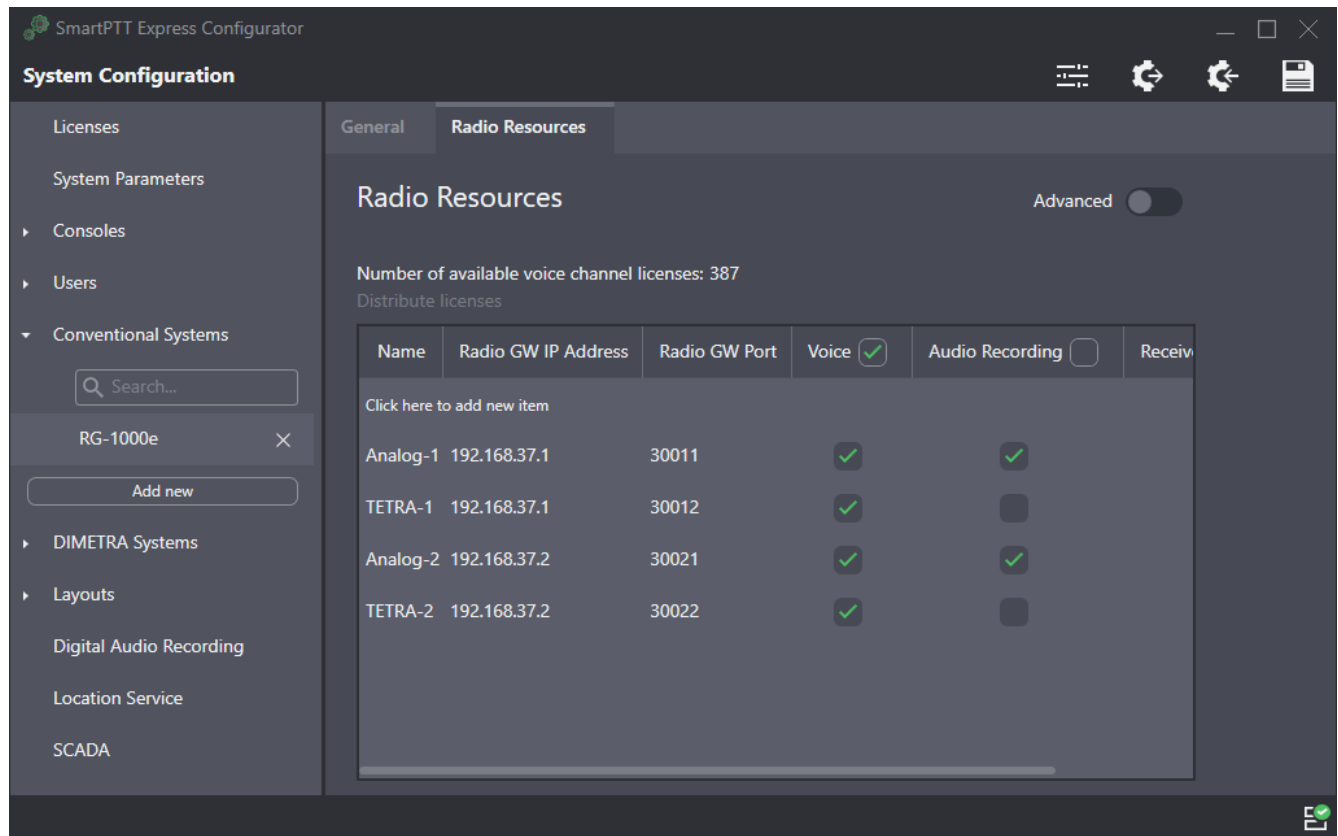 SmartPTT Express Configurator
System Configuration
Licenses
System Parameters
Consoles
Users
Conventional Systems
Search...
RG-1000e
Add new
DIMETRA Systems
Layouts
Digital Audio Recording
Location Service
SCADA
General Radio Resources
Radio Resources
Advanced
Number of available voice channel licenses: 387
Distribute licenses
Name Radio GW IP Address Radio GW Port Voice Audio Recording Receiv
Click here to add new item
Analog-1 192.168.37.1 30011
TETRA-1 192.168.37.1 30012
Analog-2 192.168.37.2 30021
TETRA-2 192.168.37.2 30022